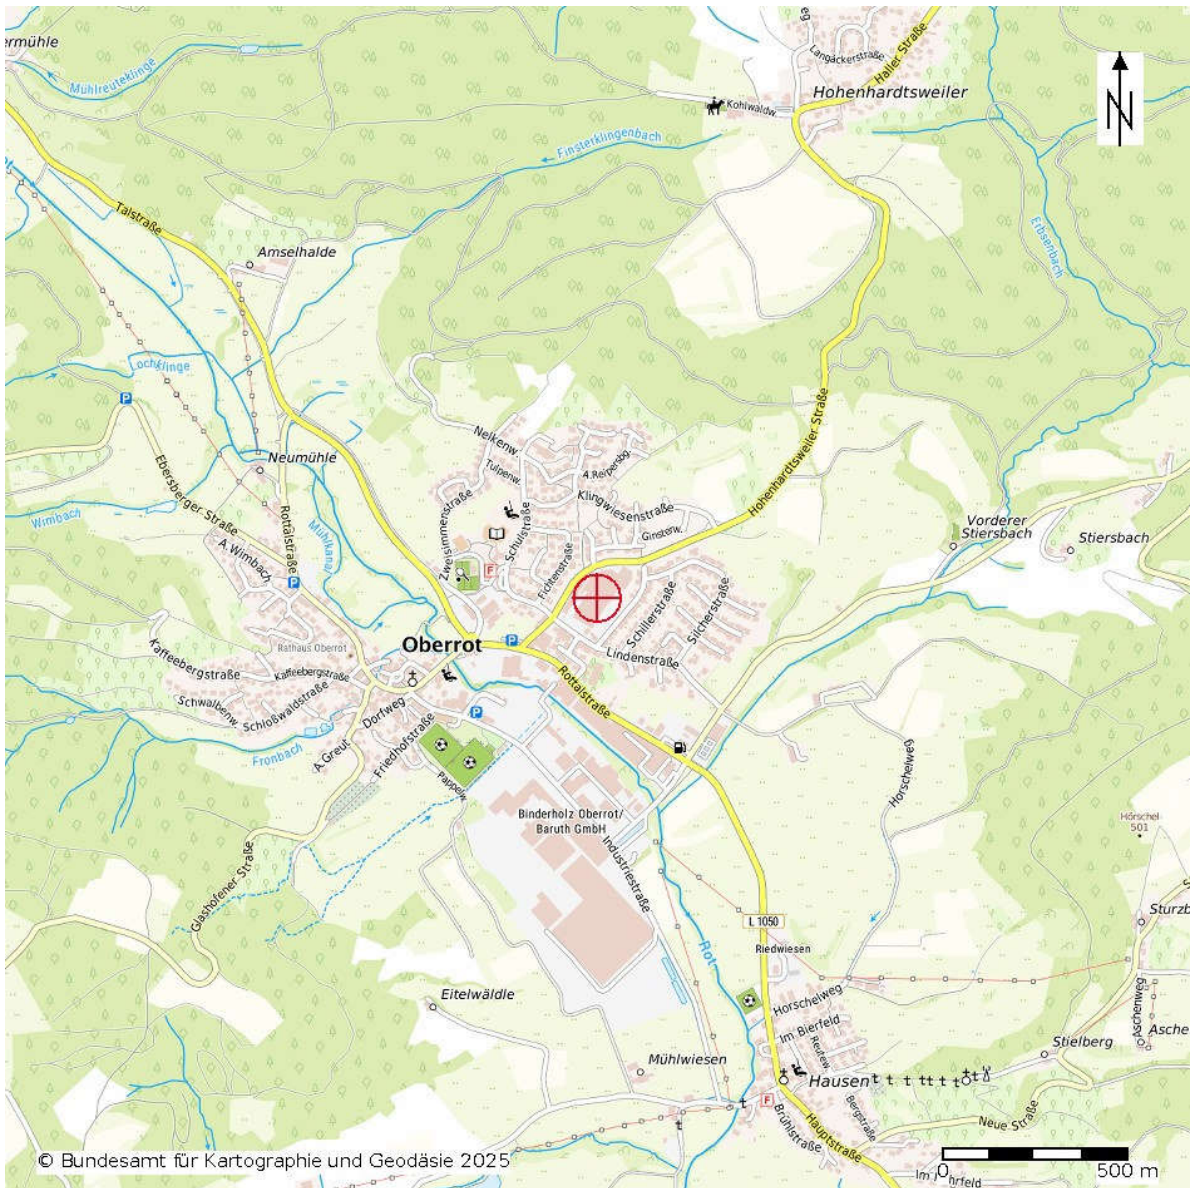 ermühle
Mühlreuteklinge
eg
Langäckerstraße
Haller Straße
Hohenhardtsweiler
Kohlwaldw.
N
Finsterklingenbach
Talstraße
Erbsenbach
Amselhalde
Lochklinge
P
Hohenhardtsweiler Straße
Nelkenw.
Tulpenw.
A.Reipersbg.
Neumühle
Ebersberger Straße
Rottalstraße
Wimbach
Mühlkanal
Zweisimmenstraße
Schulstraße
Klingwiesenstraße
Ginsterw.
Fichtenstraße
Vorderer
Stiersbach
Stiersbach
A.Wimbach
P
F
Schillerstraße
Silcherstraße
Oberrot
P
Lindenstraße
Rathaus Oberrot
Kaffeebergstraße
Kaffeebergstraße
Schwalbenw.
Schloßwaldstraße
Dorfweg
P
Rottalstraße
Fronbach
A.Greut
Friedhofstraße
Pappelw.
Horschelweg
Binderholz Oberrot/
Baruth GmbH
Hörschel
501
Industriestraße
Glashofener Straße
L 1050
Rot
Riedwiesen
Sturzb
Eitelwäldle
Horschelweg
Im Bierfeld
Reutew.
Aschenweg
Asche
Stielberg
Mühlwiesen
Hausen
F
Brühlstraße
Bergstraße
Hauptstraße
Neue Straße
© Bundesamt für Kartographie und Geodäsie 2025
0
500 m